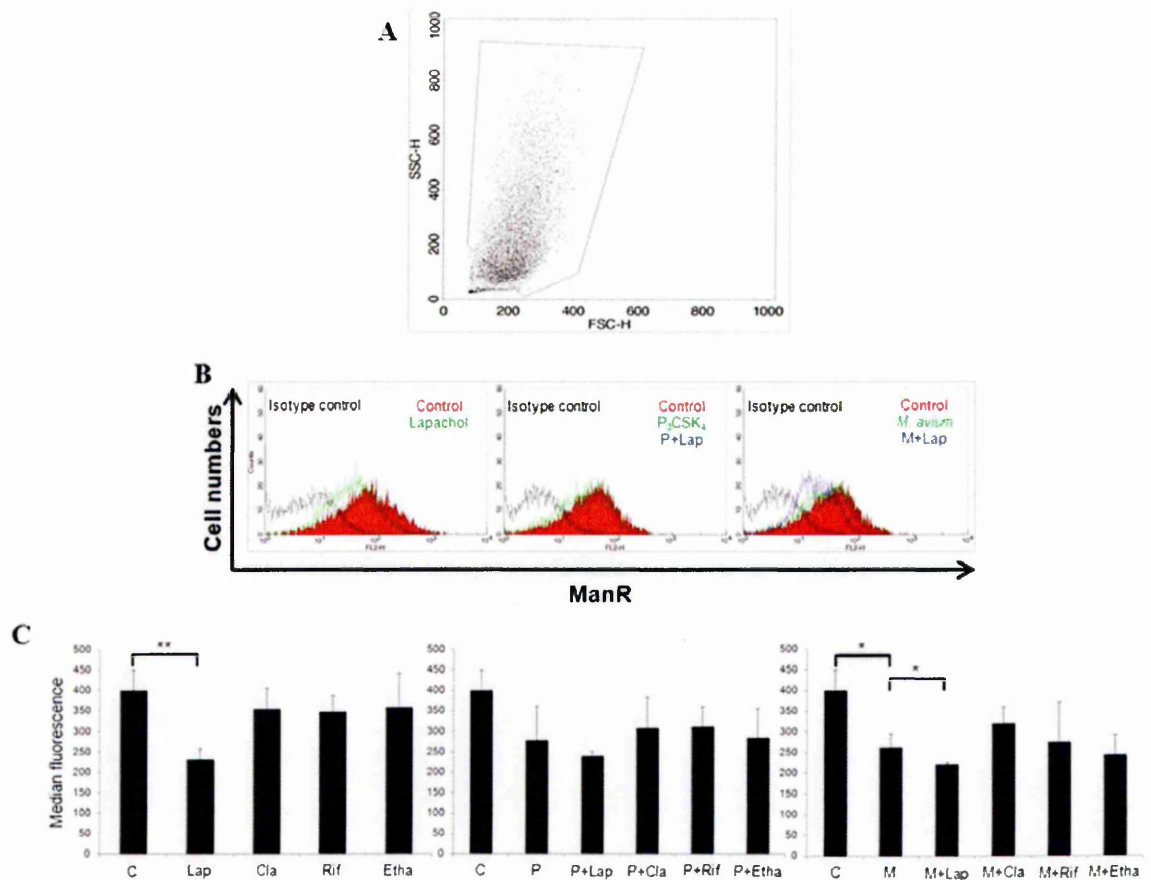 A
1000
800
600
400
200
0
SSC-H
0 200 400 600 800 1000
FSC-H
B
Cell numbers
Isotype control
Control
Lapachol
Isotype control
Control
P₃CSK₄
P+Lap
Isotype control
Control
M. avium
M+Lap
Counts
FL2-H
FL2-H
FL2-H
ManR
C
Median fluorescence
500
450
400
350
300
250
200
150
100
50
0
**
C Lap Cla Rif Etha
500
450
400
350
300
250
200
150
100
50
0
C P P+Lap P+Cla P+Rif P+Etha
500
450
400
350
300
250
200
150
100
50
0
*
*
C M M+Lap M+Cla M+Rif M+Etha